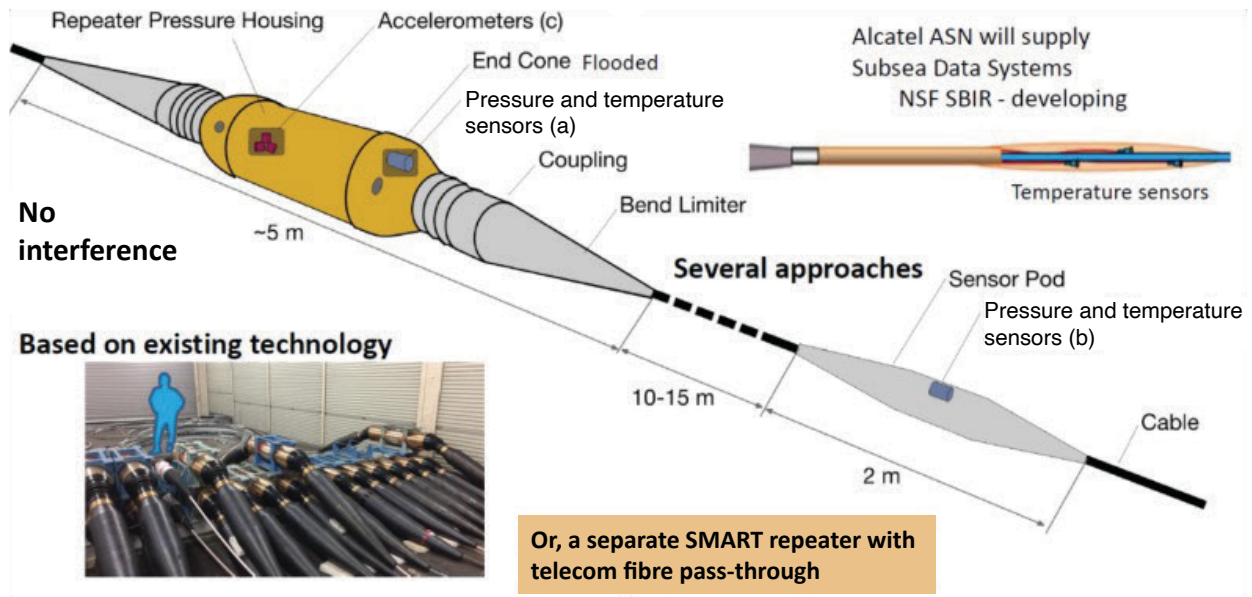 Repeater Pressure Housing
Accelerometers (c)
End Cone Flooded
Pressure and temperature
sensors (a)
Coupling
Bend Limiter
Alcatel ASN will supply
Subsea Data Systems
NSF SBIR - developing
Temperature sensors
No
interference
~5 m
Several approaches
Sensor Pod
Pressure and temperature
sensors (b)
Based on existing technology
10-15 m
Cable
2 m
Or, a separate SMART repeater with
telecom fibre pass-through